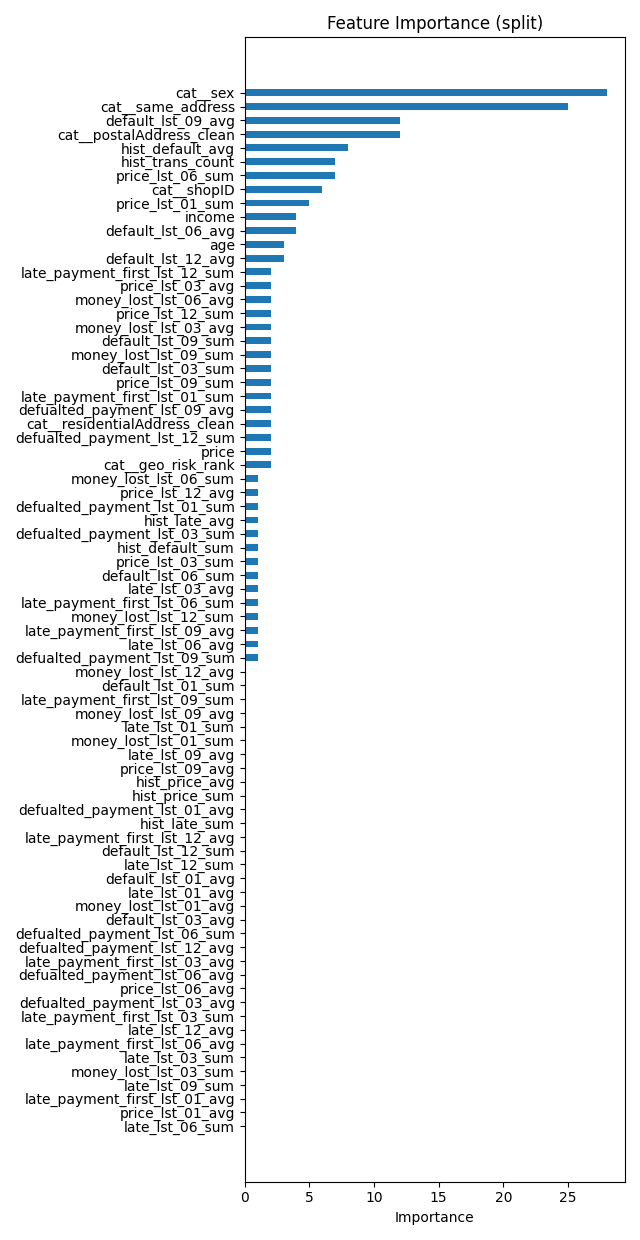 Feature Importance (split)
cat__sex
cat__same_address
default_lst_09_avg
cat__postalAddress_clean
hist_default_avg
hist_trans_count
price_lst_06_sum
cat__shopID
price_lst_01_sum
income
default_lst_06_avg
age
default_lst_12_avg
late_payment_first_lst_12_sum
price_lst_03_avg
money_lost_lst_06_avg
price_lst_12_sum
money_lost_lst_03_avg
default_lst_09_sum
money_lost_lst_09_sum
default_lst_03_sum
price_lst_09_sum
late_payment_first_lst_01_sum
defualted_payment_lst_09_avg
cat__residentialAddress_clean
defualted_payment_lst_12_sum
price
cat__geo_risk_rank
money_lost_lst_06_sum
price_lst_12_avg
defualted_payment_lst_01_sum
hist_late_avg
defualted_payment_lst_03_sum
hist_default_sum
price_lst_03_sum
default_lst_06_sum
late_lst_03_avg
late_payment_first_lst_06_sum
money_lost_lst_12_sum
late_payment_first_lst_09_avg
late_lst_06_avg
defualted_payment_lst_09_sum
money_lost_lst_12_avg
default_lst_01_sum
late_payment_first_lst_09_sum
money_lost_lst_09_avg
late_lst_01_sum
money_lost_lst_01_sum
late_lst_09_avg
price_lst_09_avg
hist_price_avg
hist_price_sum
defualted_payment_lst_01_avg
hist_late_sum
late_payment_first_lst_12_avg
default_lst_12_sum
late_lst_12_sum
default_lst_01_avg
late_lst_01_avg
money_lost_lst_01_avg
default_lst_03_avg
defualted_payment_lst_06_sum
defualted_payment_lst_12_avg
late_payment_first_lst_03_avg
defualted_payment_lst_06_avg
price_lst_06_avg
defualted_payment_lst_03_avg
late_payment_first_lst_03_sum
late_lst_12_avg
late_payment_first_lst_06_avg
late_lst_03_sum
money_lost_lst_03_sum
late_lst_09_sum
late_payment_first_lst_01_avg
price_lst_01_avg
late_lst_06_sum
0 5 10 15 20 25
Importance